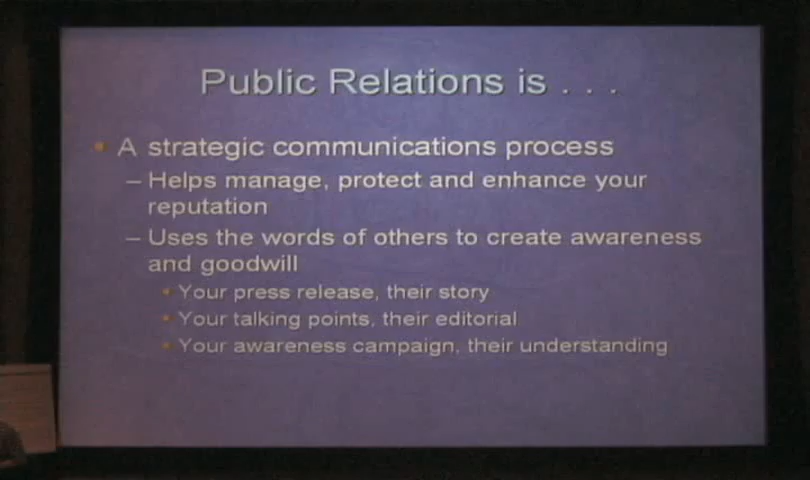 Public Relations is . . .
A strategic communications process
– Helps manage, protect and enhance your
reputation
– Uses the words of others to create awareness
and goodwill
Your press release, their story
Your talking points, their editorial
Your awareness campaign, their understanding